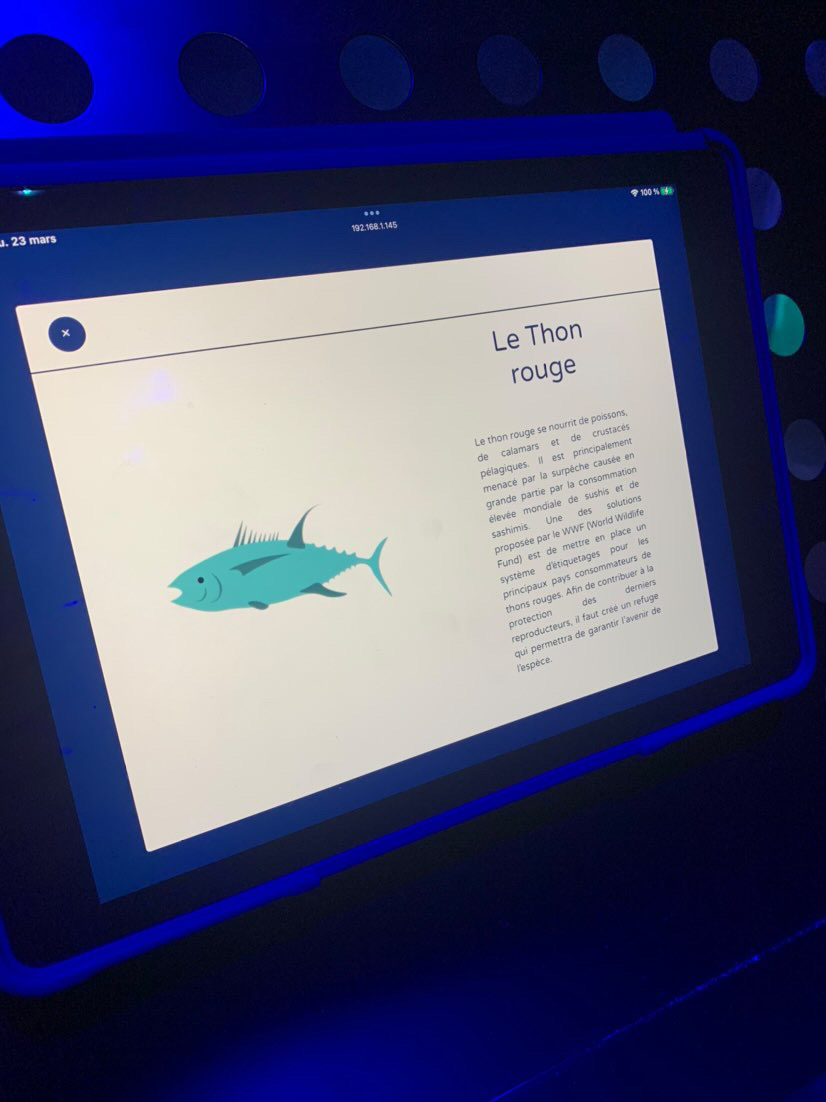 u. 23 mars
192.168.1.145
100 %
Le Thon
rouge
Le thon rouge se nourrit de poissons,
de calamars et de crustacés
pélagiques. Il est principalement
menacé par la surpêche causée en
grande partie par la consommation
élevée mondiale de sushis et de
sashimis. Une des solutions
proposée par le WWF (World Wildlife
Fund) est de mettre en place un
système d'étiquetages pour les
principaux pays consommateurs de
thons rouges. Afin de contribuer à la
protection des derniers
reproducteurs, il faut créé un refuge
qui permettra de garantir l'avenir de
l'espèce.